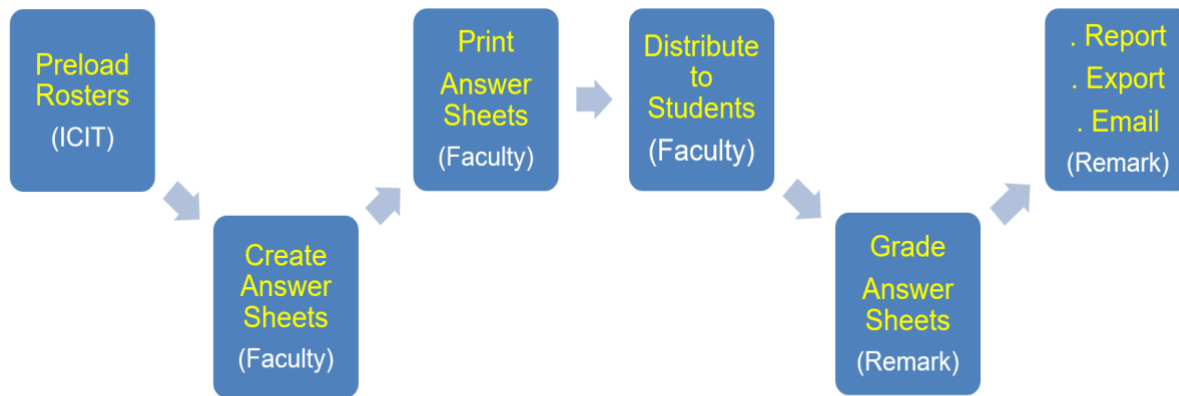 Preload
Rosters
(ICIT)
Create
Answer
Sheets
(Faculty)
Print
Answer
Sheets
(Faculty)
Distribute
to
Students
(Faculty)
Grade
Answer
Sheets
(Remark)
. Report
. Export
. Email
(Remark)